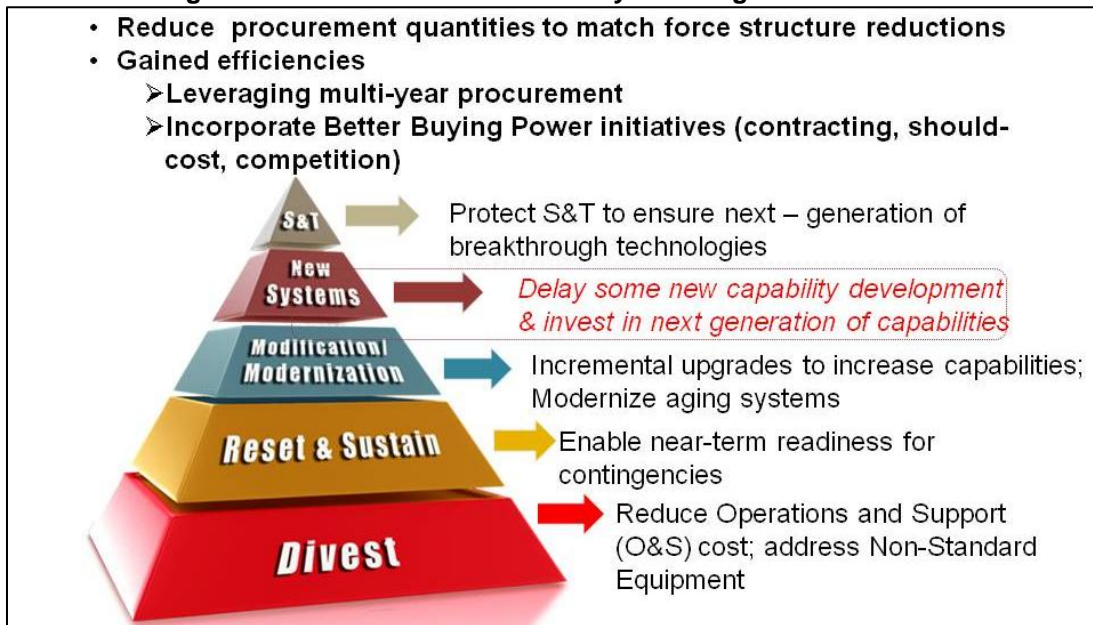 • Reduce procurement quantities to match force structure reductions
• Gained efficiencies
➢Leveraging multi-year procurement
➢Incorporate Better Buying Power initiatives (contracting, should-
cost, competition)
S&T
Protect S&T to ensure next – generation of
breakthrough technologies
New
Systems
Delay some new capability development
& invest in next generation of capabilities
Modification/
Modernization
Incremental upgrades to increase capabilities;
Modernize aging systems
Reset & Sustain
Enable near-term readiness for
contingencies
Divest
Reduce Operations and Support
(O&S) cost; address Non-Standard
Equipment